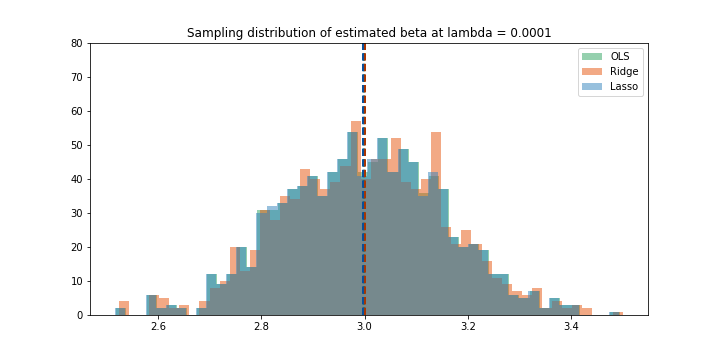 Sampling distribution of estimated beta at lambda = 0.0001
80
70
60
50
40
30
20
10
0
OLS
Ridge
Lasso
2.6 2.8 3.0 3.2 3.4